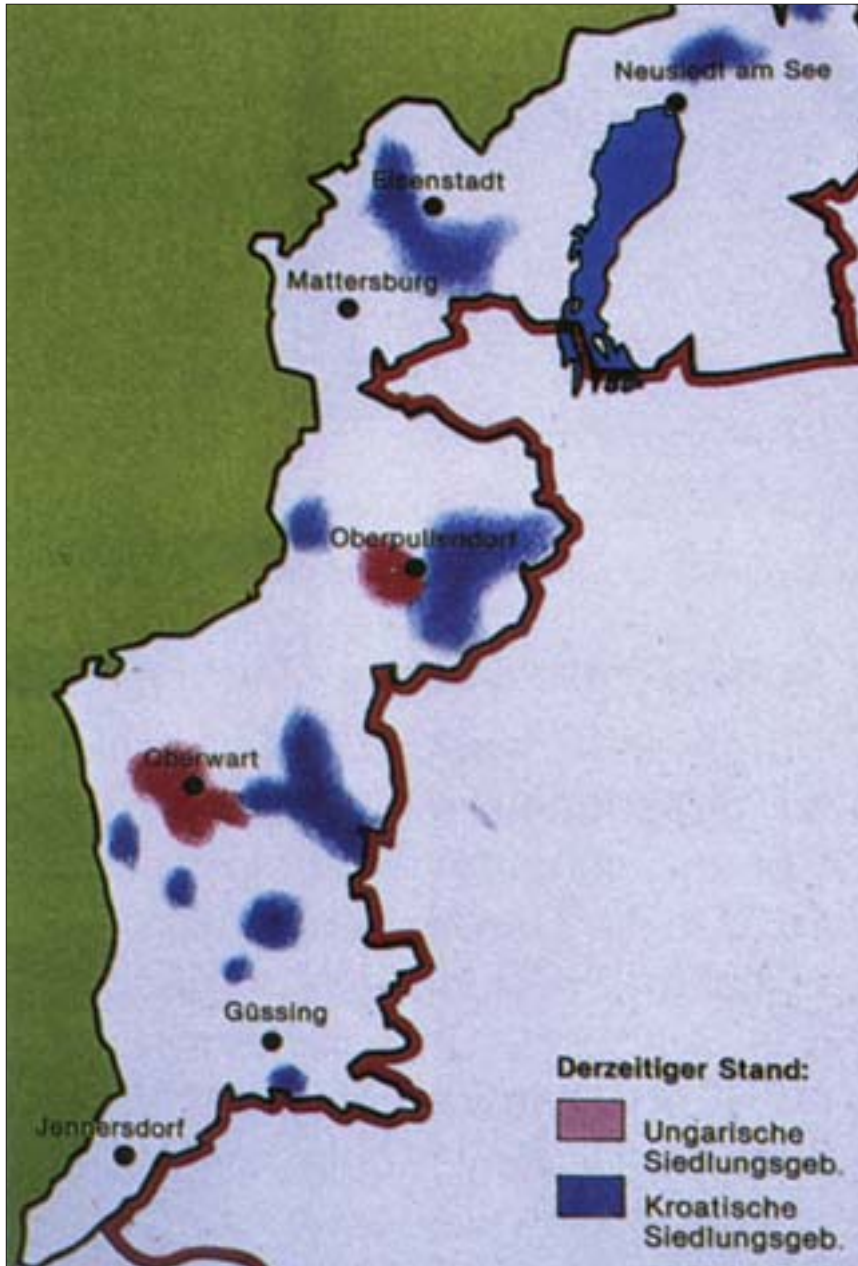 Neusiedl am See
Eisenstadt
Mattersburg
Oberpullendorf
Oberwart
Güssing
Jennersdorf
Derzeitiger Stand:
Ungarische
Siedlungsgeb.
Kroatische
Siedlungsgeb.